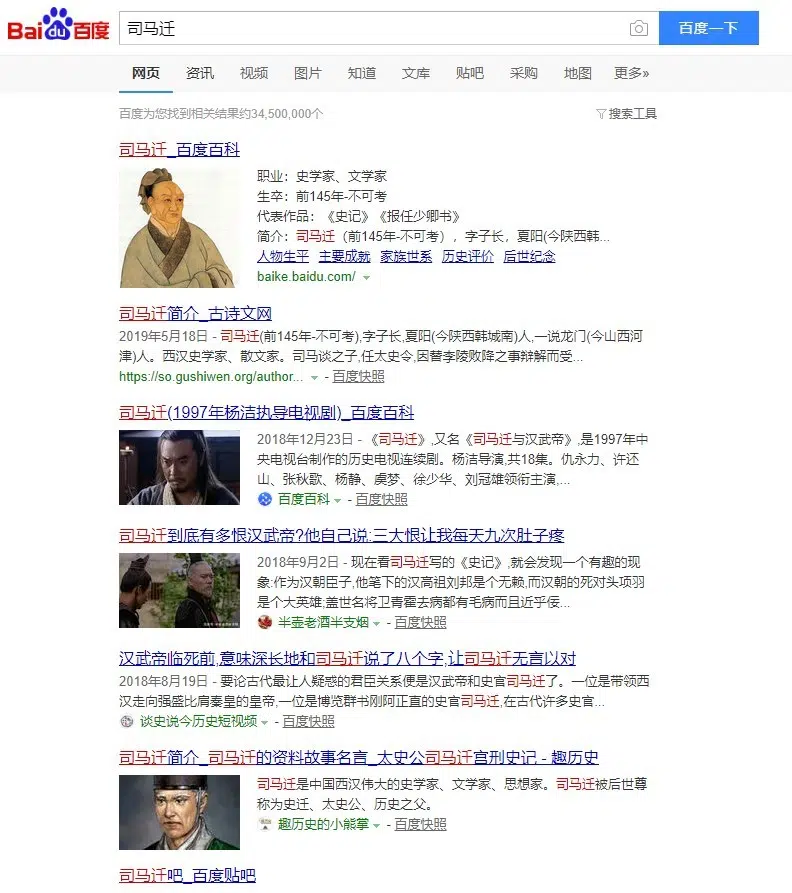 Bai du 百度
司马迁
百度一下
网页 资讯 视频 图片 知道 文库 贴吧 采购 地图 更多»
百度为您找到相关结果约34,500,000个
搜索工具
司马迁_百度百科
职业：史学家、文学家
生卒：前145年-不可考
代表作品：《史记》《报任少卿书》
简介：司马迁（前145年-不可考），字子长，夏阳(今陕西韩...
人物生平 主要成就 家族世系 历史评价 后世纪念
baike.baidu.com/
司马迁简介_古诗文网
2019年5月18日 - 司马迁(前145年-不可考),字子长,夏阳(今陕西韩城南)人,一说龙门(今山西河
津)人。西汉史学家、散文家。司马谈之子,任太史令,因替李陵败降之事辩解而受...
https://so.gushiwen.org/author... - 百度快照
司马迁(1997年杨洁执导电视剧)_百度百科
2018年12月23日 - 《司马迁》,又名《司马迁与汉武帝》,是1997年中
央电视台制作的历史电视连续剧。杨洁导演,共18集。仇永力、许还
山、张秋歌、杨静、虞梦、徐少华、刘冠雄领衔主演,...
百度百科 - 百度快照
司马迁到底有多恨汉武帝?他自己说:三大恨让我每天九次肚子疼
2018年9月2日 - 现在看司马迁写的《史记》,就会发现一个有趣的现
象:作为汉朝臣子,他笔下的汉高祖刘邦是个无赖,而汉朝的死对头项羽
是个大英雄;盖世名将卫青霍去病都有毛病而且近乎佞...
半壶老酒半支烟 - 百度快照
汉武帝临死前,意味深长地和司马迁说了八个字,让司马迁无言以对
2018年8月19日 - 要论古代最让人疑惑的君臣关系便是汉武帝和史官司马迁了。一位是带领西
汉走向强盛比肩秦皇的皇帝,一位是博览群书刚阿正直的史官司马迁,在古代许多史官...
谈史说今历史短视频 - 百度快照
司马迁简介_司马迁的资料故事名言_太史公司马迁宫刑史记 - 趣历史
司马迁是中国西汉伟大的史学家、文学家、思想家。司马迁被后世尊
称为史迁、太史公、历史之父。
趣历史的小熊掌 - 百度快照
司马迁吧_百度贴吧